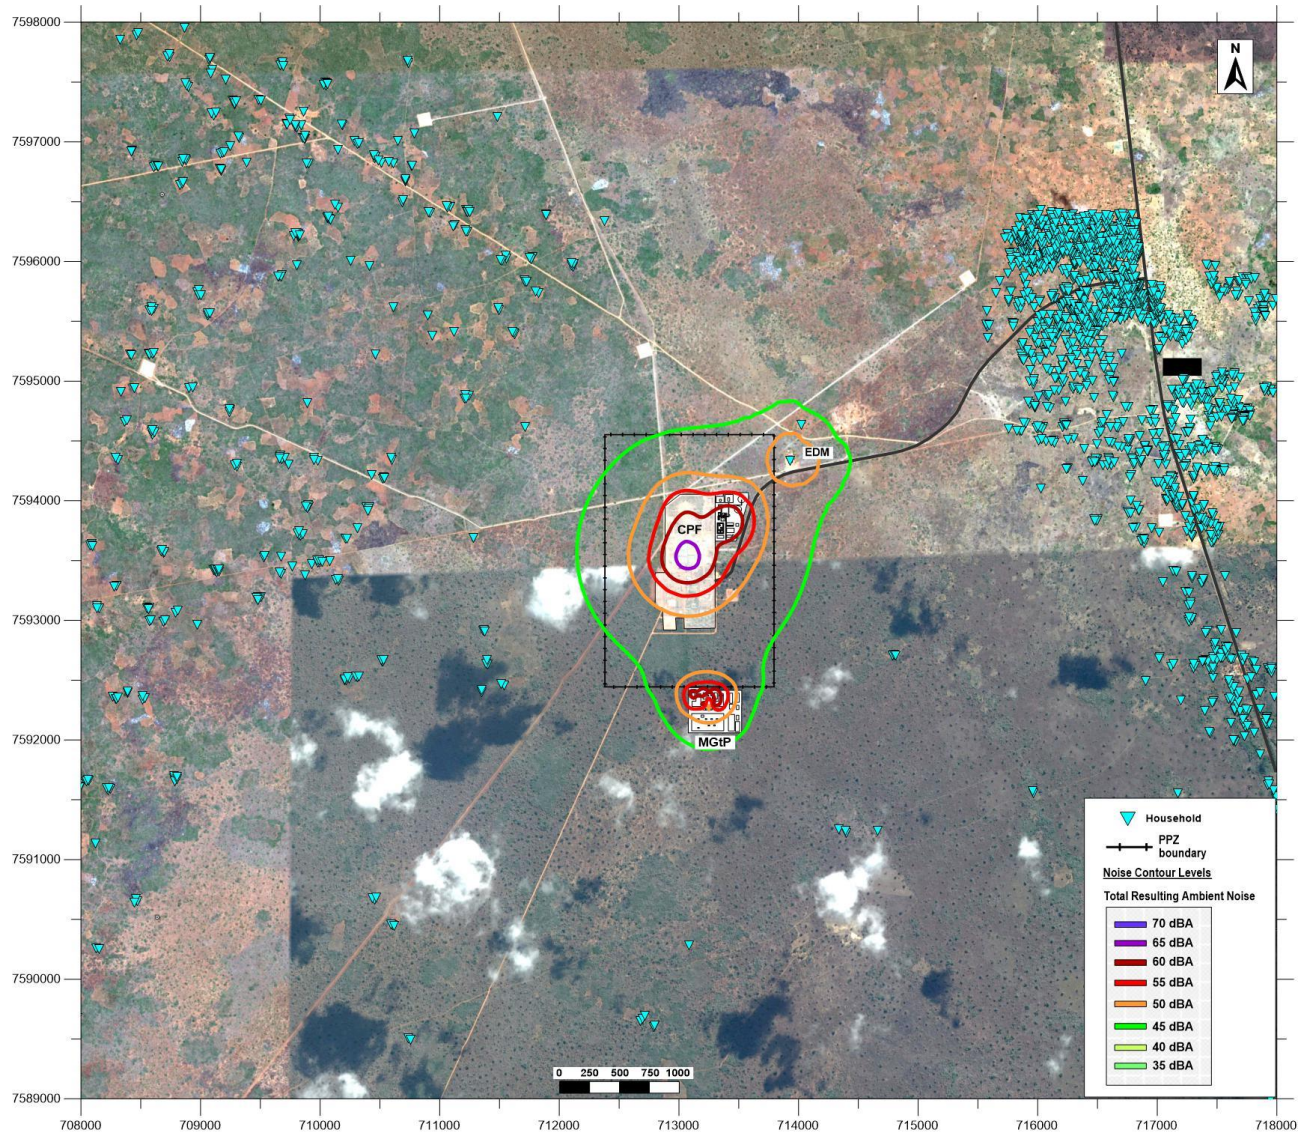 7598000
N
7597000
7596000
7595000
EDM
7594000
CPF
7593000
7592000
MGtP
Household
PPZ
boundary
Noise Contour Levels
7591000
Total Resulting Ambient Noise
70 dBA
65 dBA
60 dBA
55 dBA
50 dBA
45 dBA
40 dBA
35 dBA
7590000
0 250 500 750 1000
7589000
708000 709000 710000 711000 712000 713000 714000 715000 716000 717000 718000